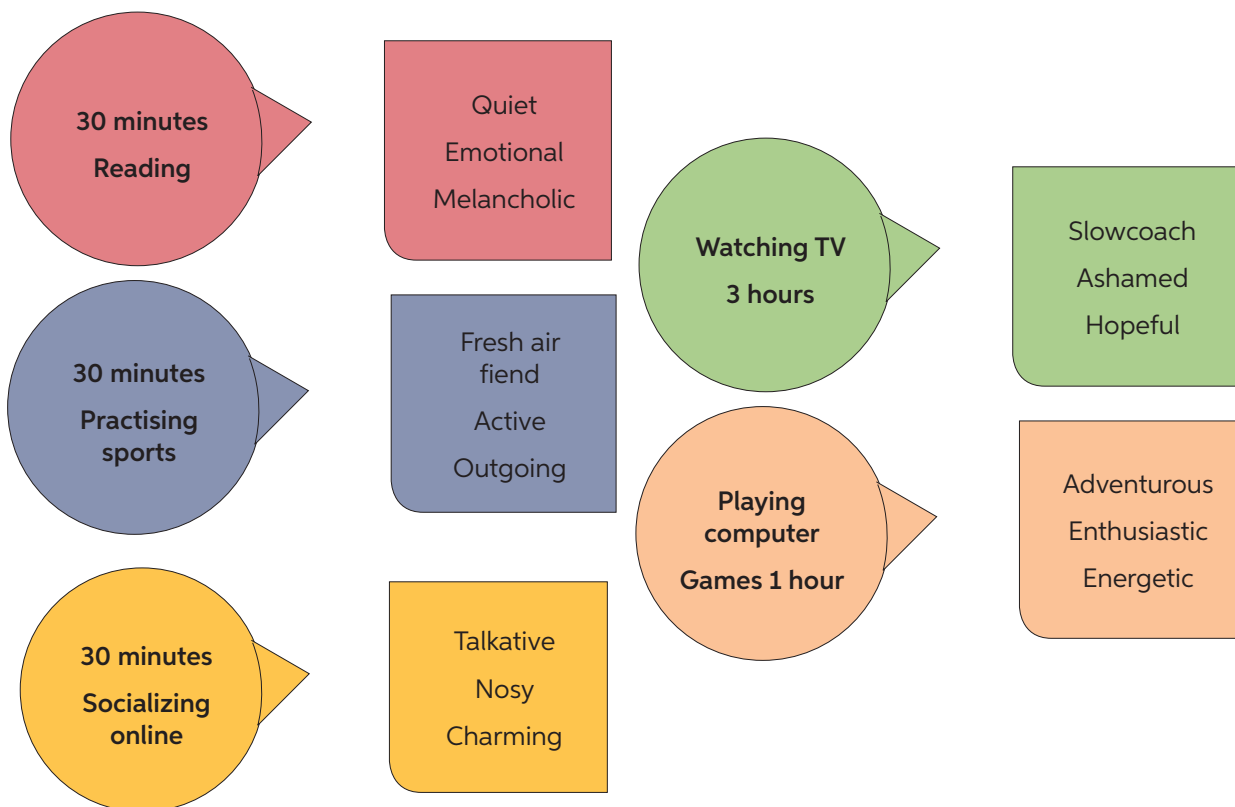 30 minutes
Reading
Quiet
Emotional
Melancholic
30 minutes
Practising
sports
Fresh air
fiend
Active
Outgoing
30 minutes
Socializing
online
Talkative
Nosy
Charming
Watching TV
3 hours
Slowcoach
Ashamed
Hopeful
Playing
computer
Games 1 hour
Adventurous
Enthusiastic
Energetic